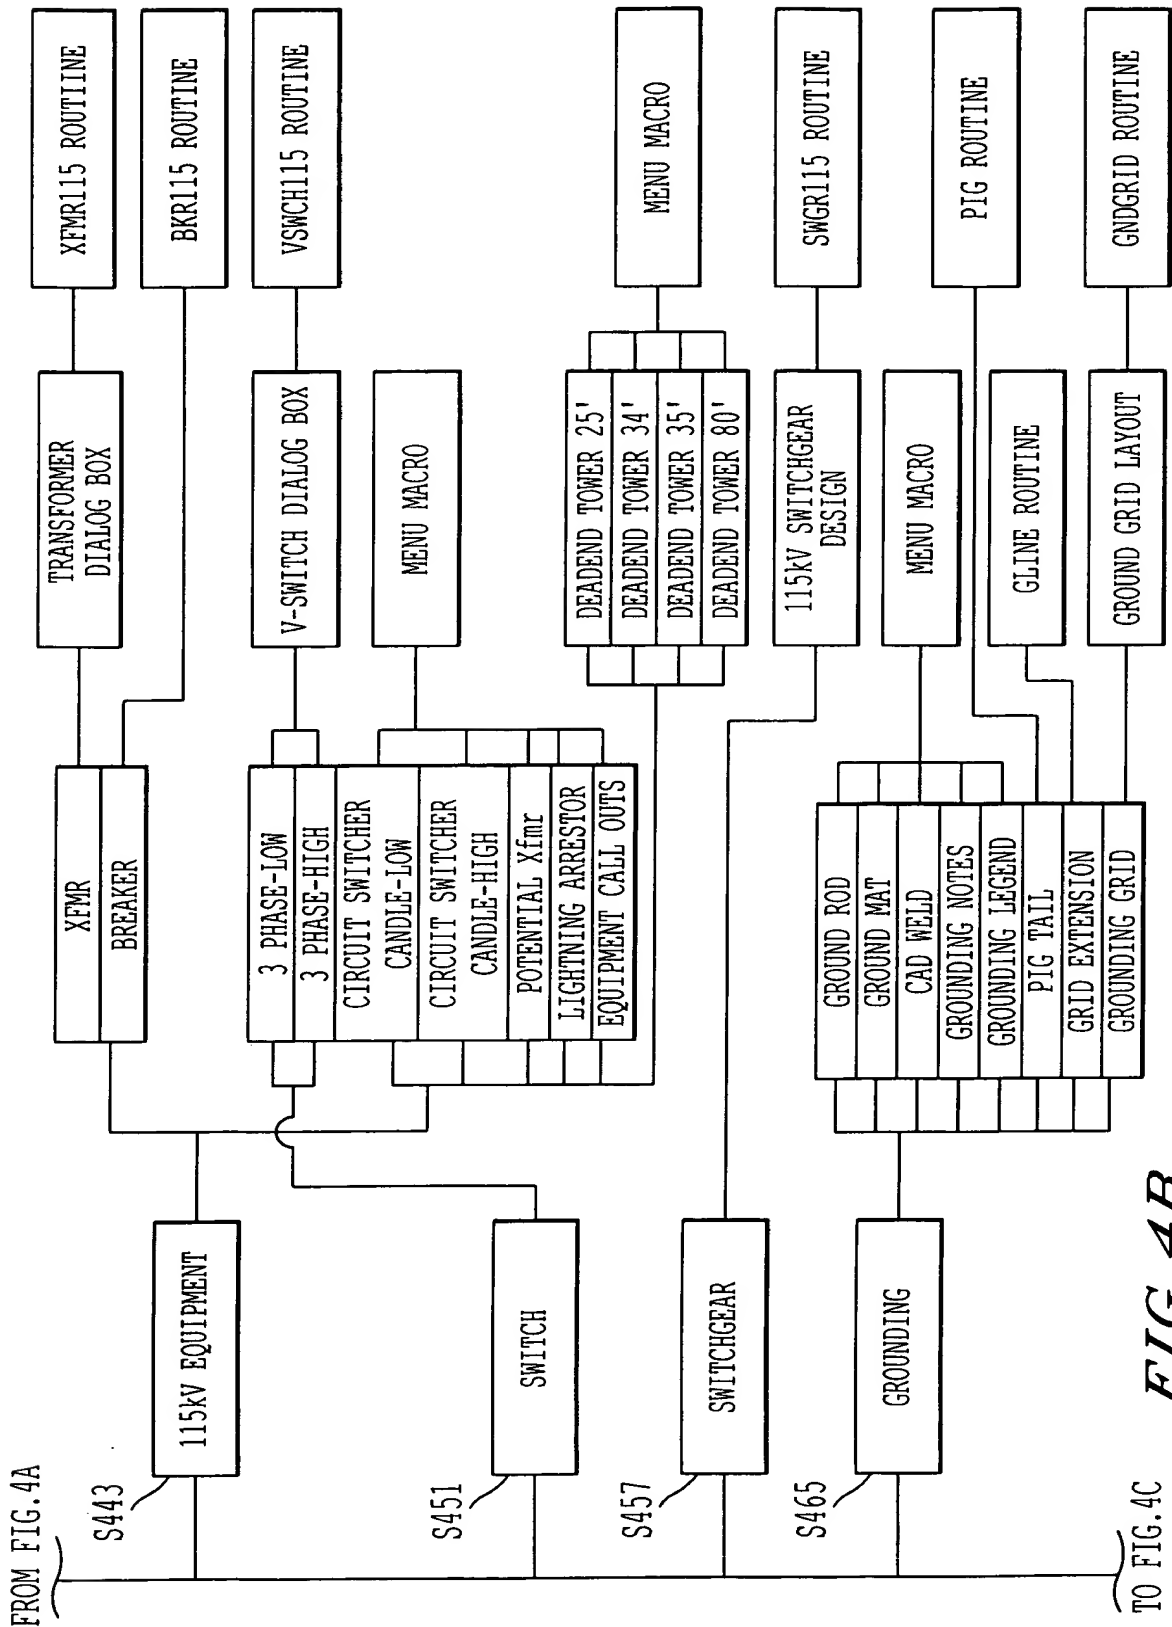 FROM FIG.4A
S443
115kV EQUIPMENT
XFMR
BREAKER
TRANSFORMER
DIALOG BOX
XFMR115 ROUTIINE
BKR115 ROUTINE
S451
SWITCH
3 PHASE-LOW
3 PHASE-HIGH
CIRCUIT SWITCHER
CANDLE-LOW
CIRCUIT SWITCHER
CANDLE-HIGH
POTENTIAL Xfmr
LIGHTNING ARRESTOR
EQUIPMENT CALL OUTS
V-SWITCH DIALOG BOX
VSWCH115 ROUTINE
MENU MACRO
DEADEND TOWER 25'
DEADEND TOWER 34'
DEADEND TOWER 35'
DEADEND TOWER 80'
MENU MACRO
S457
SWITCHGEAR
115kV SWITCHGEAR
DESIGN
SWGR115 ROUTINE
S465
GROUNDING
GROUND ROD
GROUND MAT
CAD WELD
GROUNDING NOTES
GROUNDING LEGEND
PIG TAIL
GRID EXTENSION
GROUNDING GRID
MENU MACRO
PIG ROUTINE
GLINE ROUTINE
GROUND GRID LAYOUT
GNDGRID ROUTINE
TO FIG.4C
FIG. 4B